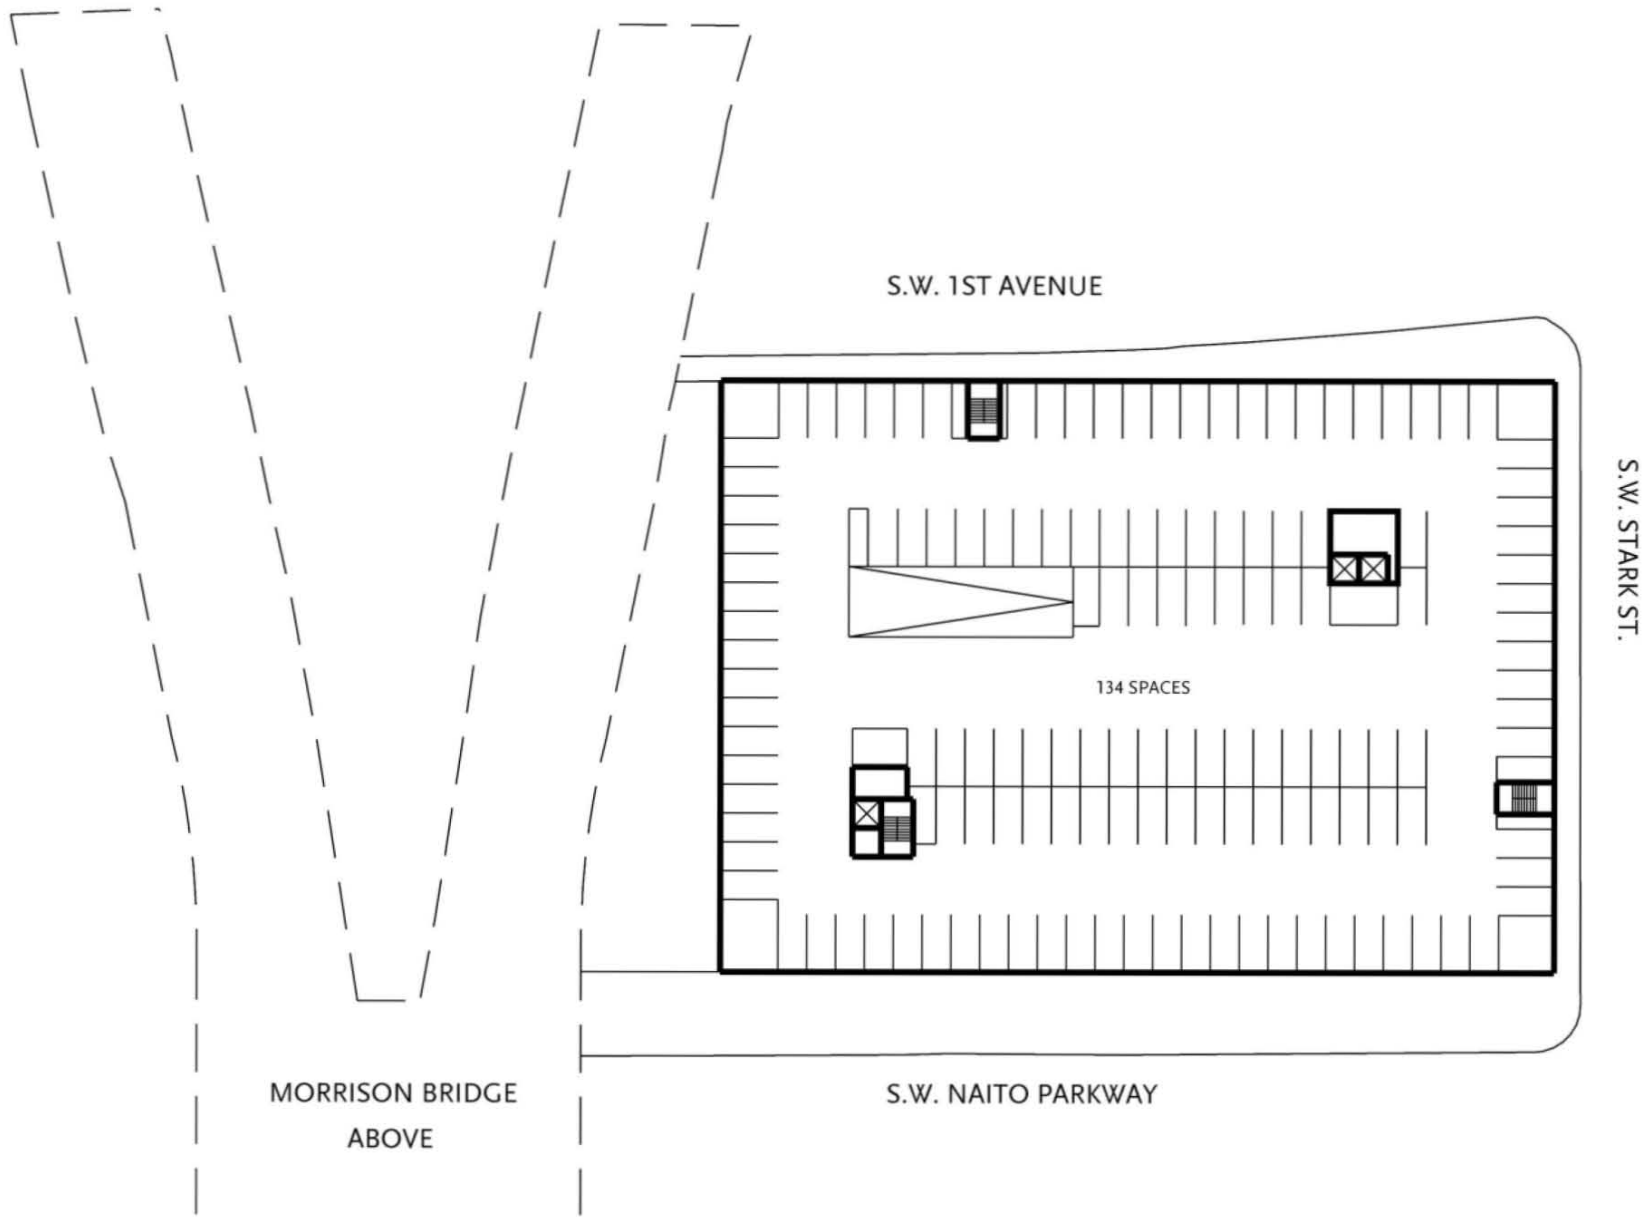 S.W. 1ST AVENUE
S.W. STARK ST.
134 SPACES
MORRISON BRIDGE
ABOVE
S.W. NAITO PARKWAY